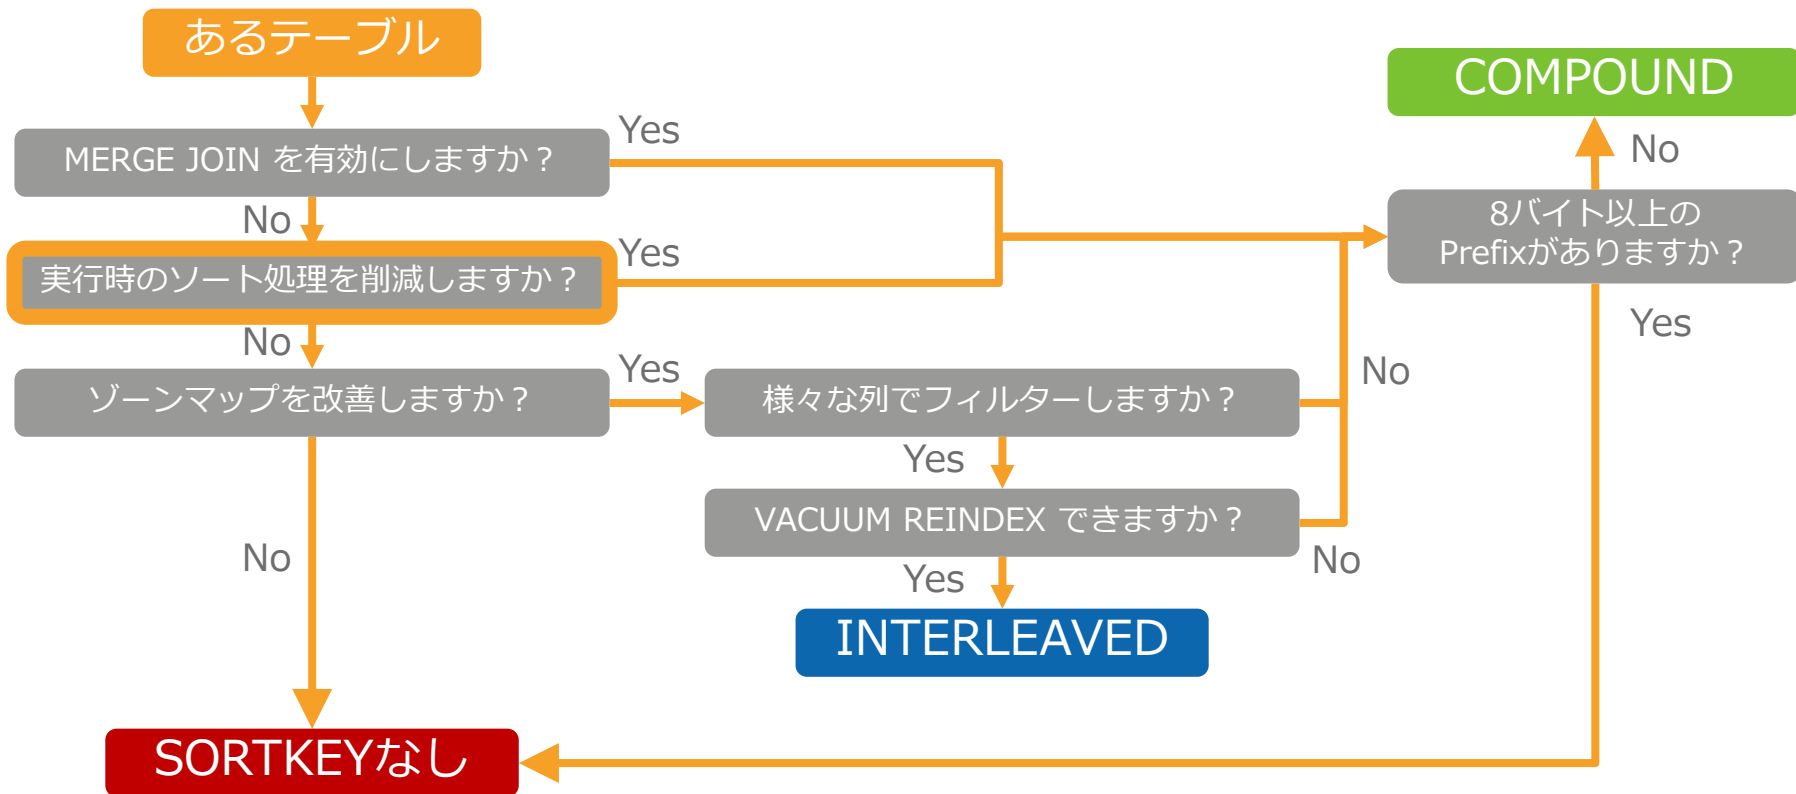 あるテーブル
COMPOUND
Yes
MERGE JOIN を有効にしますか？
No
No
8バイト以上の
Prefixがありますか？
Yes
実行時のソート処理を削減しますか？
Yes
No
Yes
ゾーンマップを改善しますか？
様々な列でフィルターしますか？
No
Yes
VACUUM REINDEX できますか？
No
No
Yes
INTERLEAVED
SORTKEYなし